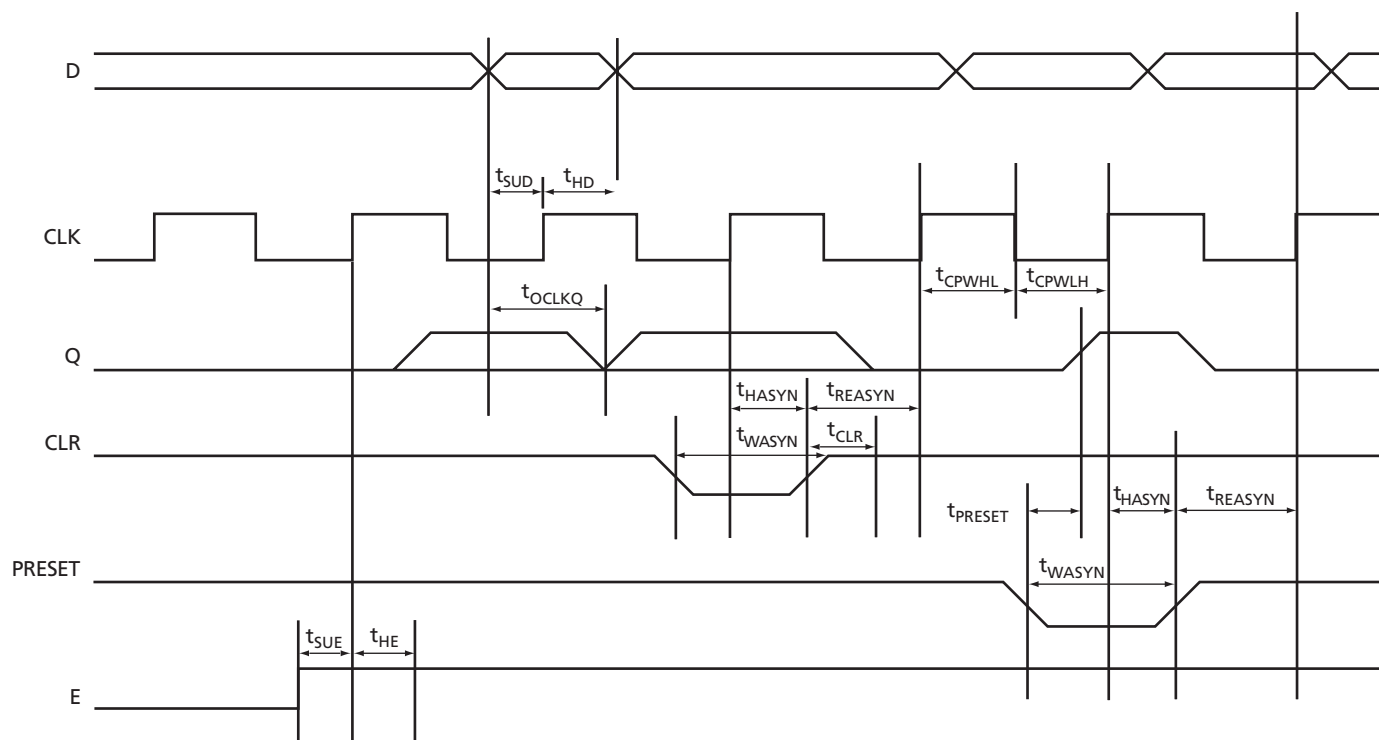 D
tSUD
tHD
CLK
tCPWHL
tCPWLH
tOCLKQ
Q
tHASYN
tREASYN
CLR
tWASYN
tCLR
tPRESET
tHASYN
tREASYN
PRESET
tWASYN
tSUE
tHE
E